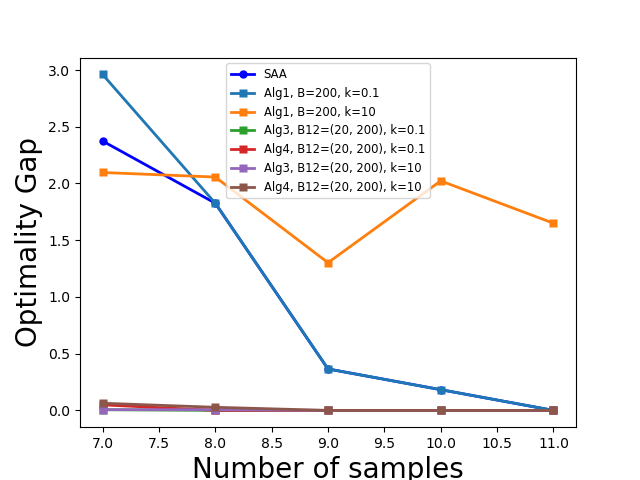 3.0
2.5
2.0
1.5
1.0
0.5
0.0
Optimality Gap
SAA
Alg1, B=200, k=0.1
Alg1, B=200, k=10
Alg3, B12=(20, 200), k=0.1
Alg4, B12=(20, 200), k=0.1
Alg3, B12=(20, 200), k=10
Alg4, B12=(20, 200), k=10
7.0 7.5 8.0 8.5 9.0 9.5 10.0 10.5 11.0
Number of samples